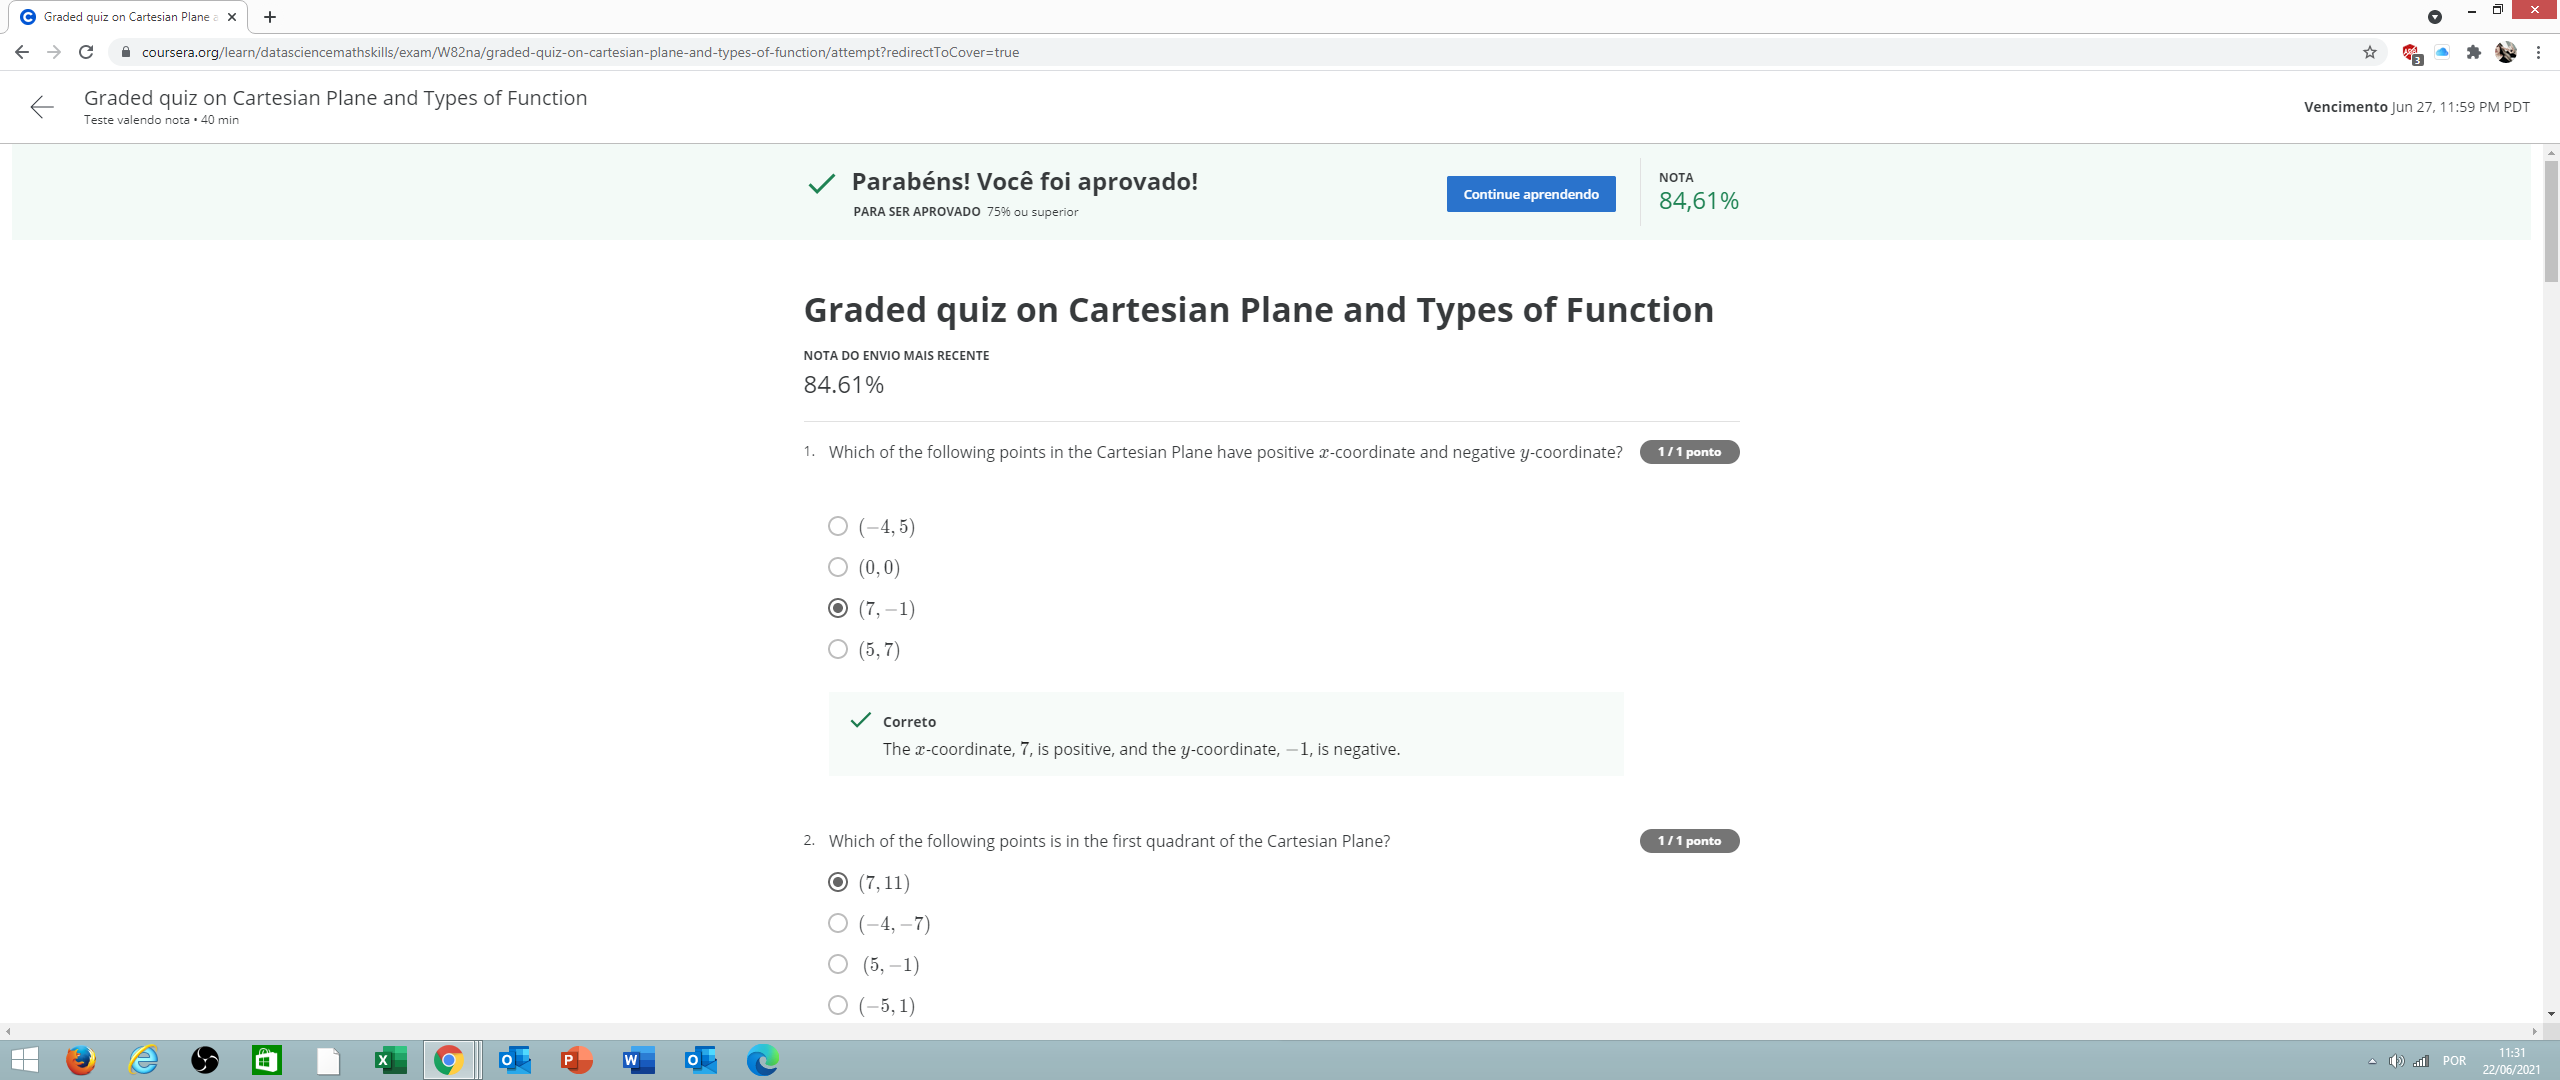 Graded quiz on Cartesian Plane a
coursera.org/learn/datasciencemathskills/exam/W82na/graded-quiz-on-cartesian-plane-and-types-of-function/attempt?redirectToCover=true
3
Graded quiz on Cartesian Plane and Types of Function
Teste valendo nota • 40 min
Vencimento Jun 27, 11:59 PM PDT
Parabéns! Você foi aprovado!
PARA SER APROVADO 75% ou superior
Continue aprendendo
NOTA
84,61%
Graded quiz on Cartesian Plane and Types of Function
NOTA DO ENVIO MAIS RECENTE
84.61%
1. Which of the following points in the Cartesian Plane have positive x-coordinate and negative y-coordinate?
1 / 1 ponto
(−4, 5)
(0, 0)
(7, −1)
(5, 7)
Correto
The x-coordinate, 7, is positive, and the y-coordinate, −1, is negative.
2. Which of the following points is in the first quadrant of the Cartesian Plane?
1 / 1 ponto
(7, 11)
(−4, −7)
(5, −1)
(−5, 1)
POR
11:31
22/06/2021